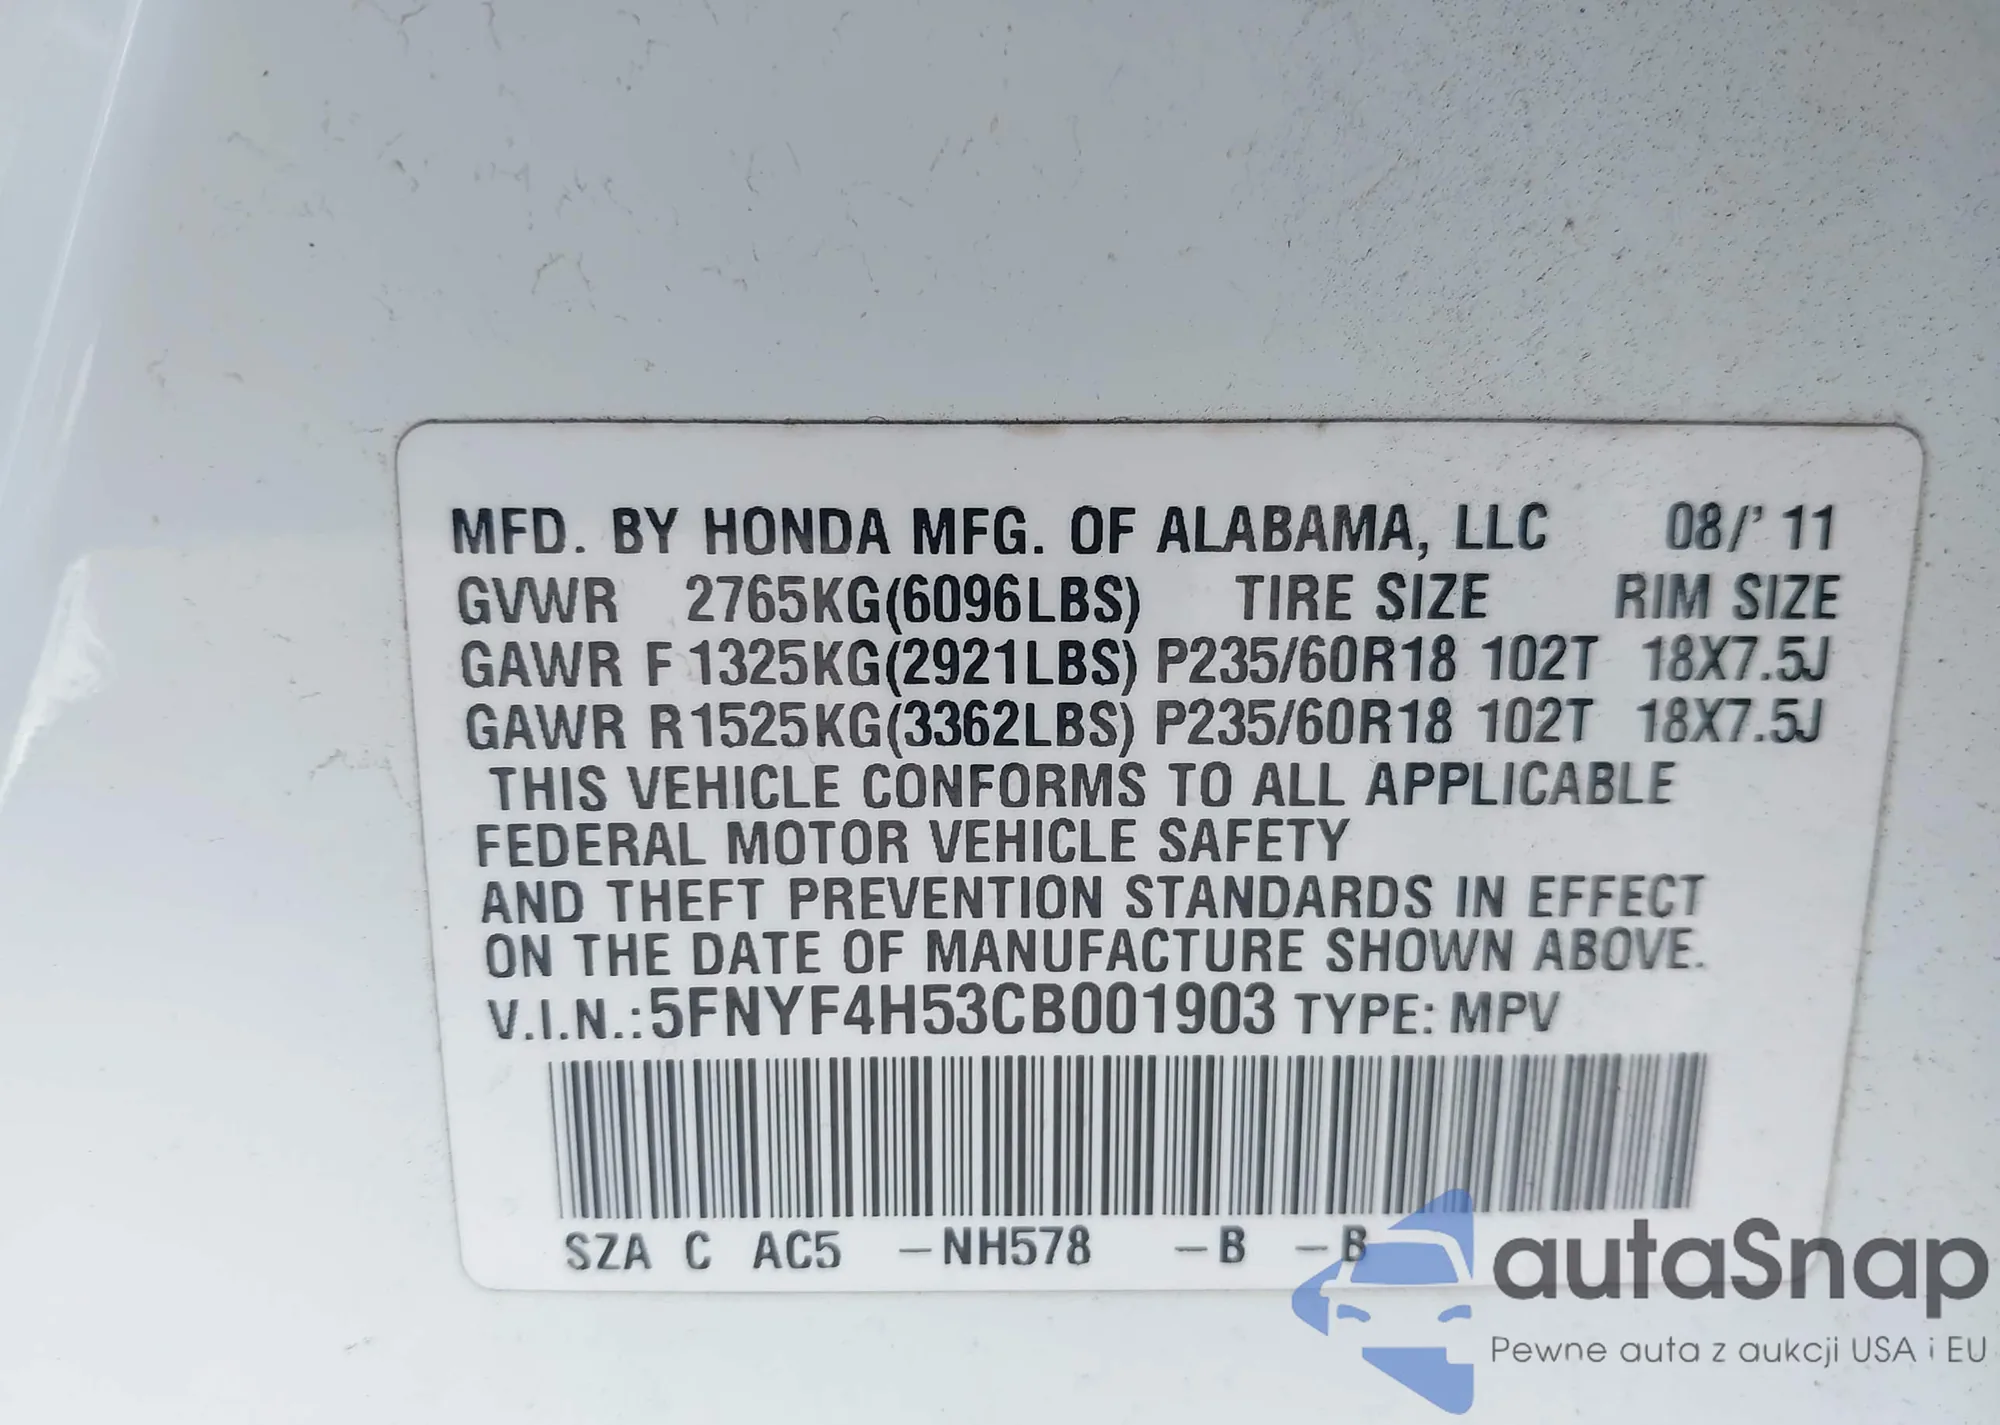 MFD. BY HONDA MFG. OF ALABAMA, LLC 08/'11
GVWR 2765KG(6096LBS) TIRE SIZE RIM SIZE
GAWR F 1325KG(2921LBS) P235/60R18 102T 18X7.5J
GAWR R 1525KG(3362LBS) P235/60R18 102T 18X7.5J
THIS VEHICLE CONFORMS TO ALL APPLICABLE
FEDERAL MOTOR VEHICLE SAFETY
AND THEFT PREVENTION STANDARDS IN EFFECT
ON THE DATE OF MANUFACTURE SHOWN ABOVE.
V.I.N.:5FNYF4H53CB001903 TYPE: MPV
SZA C AC5 –NH578 –B –B
autaSnap
Pewne auta z aukcji USA i EU